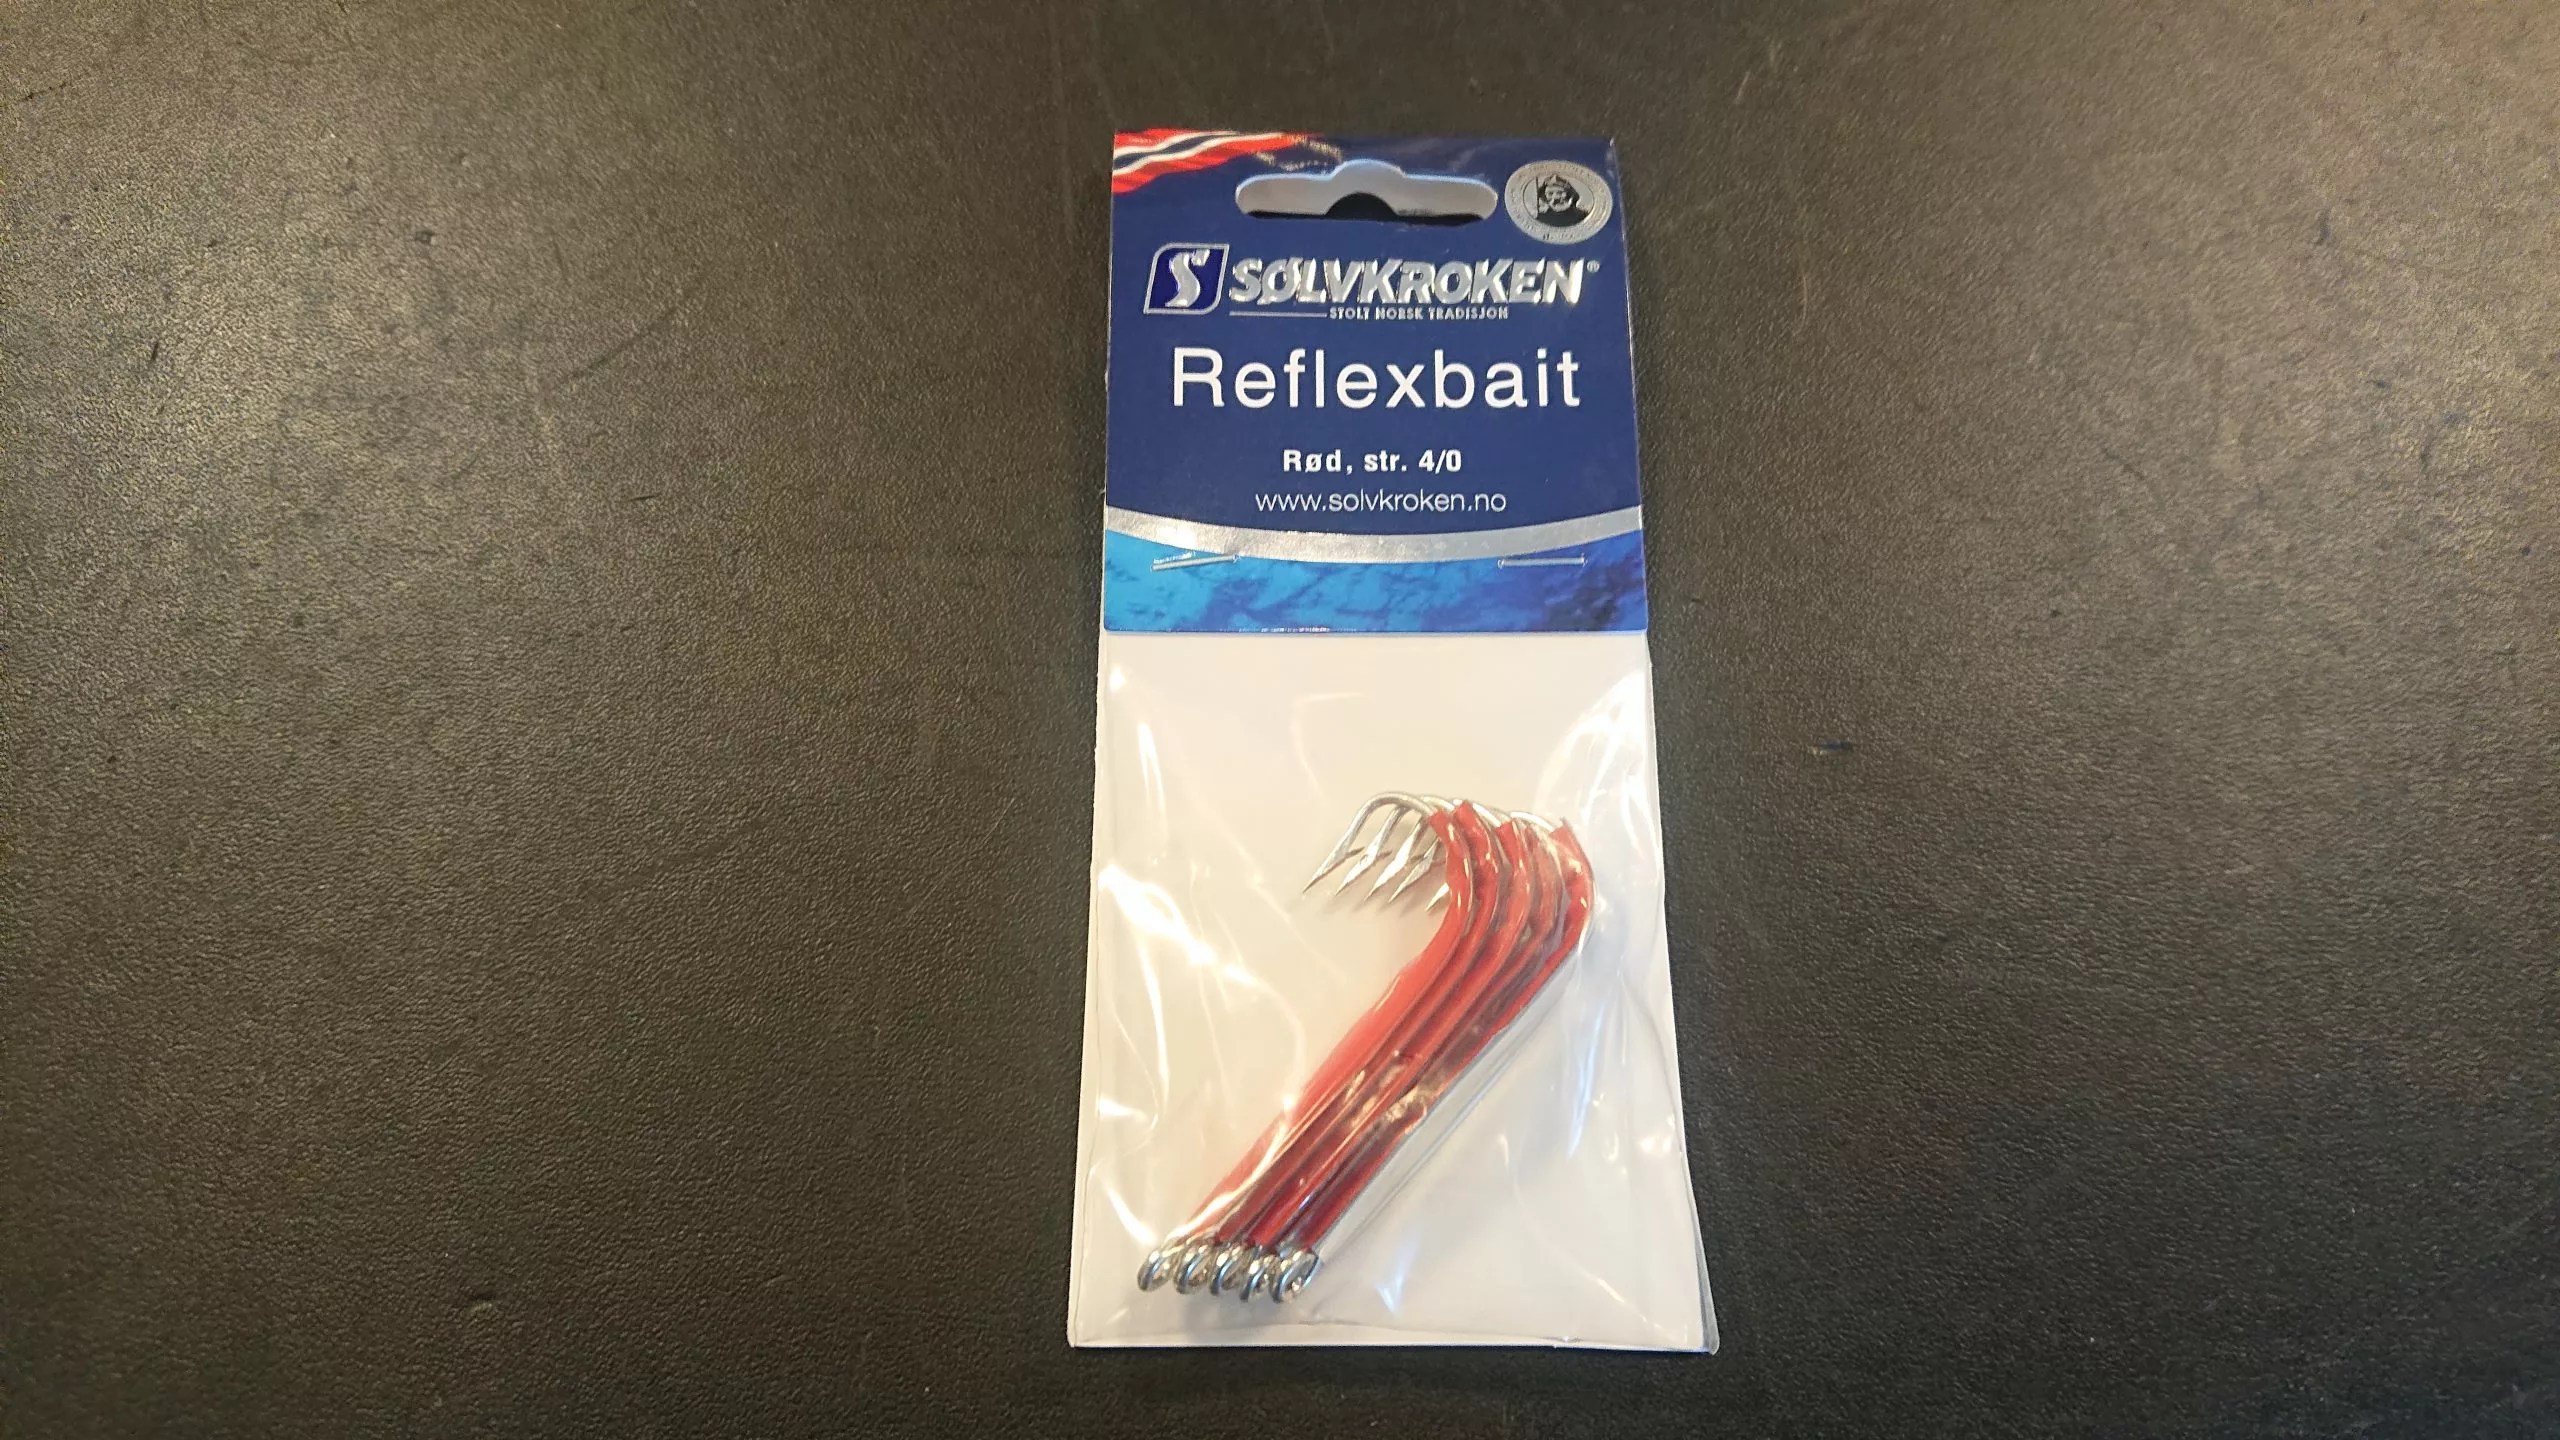 S SØLVKROKEN®
STOLT NORSK TRADISJON
Reflexbait
Rød, str. 4/0
www.solvkroken.no